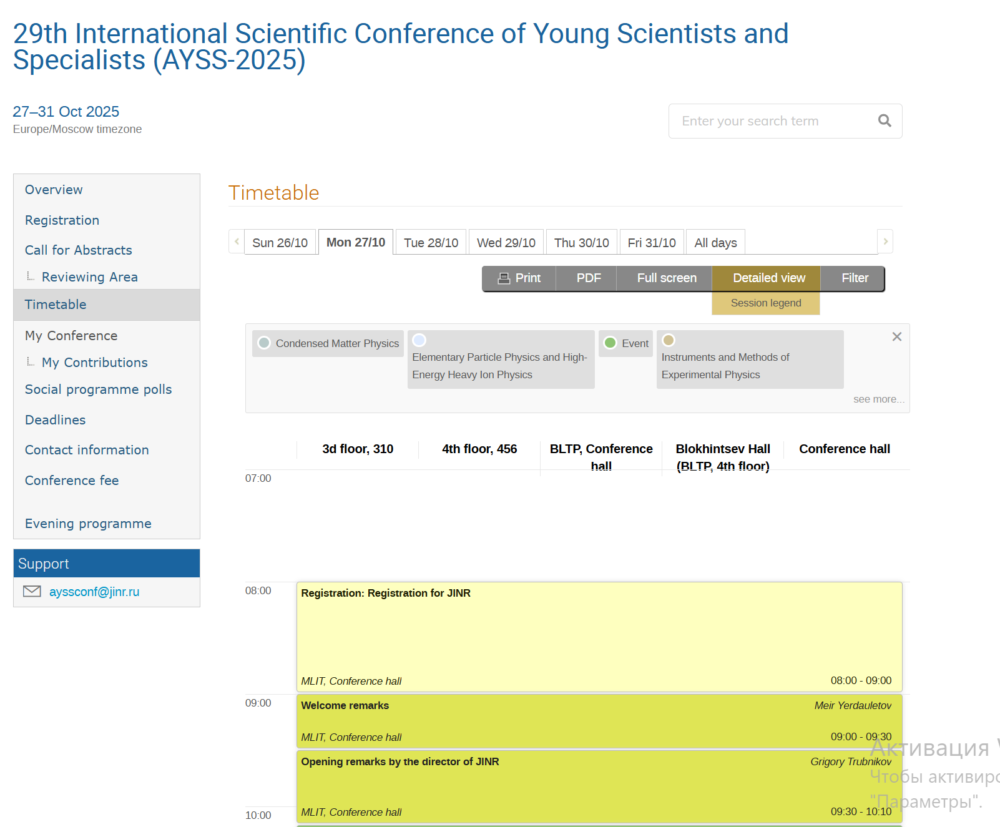 29th International Scientific Conference of Young Scientists and
Specialists (AYSS-2025)
27–31 Oct 2025
Europe/Moscow timezone
Enter your search term
Overview
Registration
Call for Abstracts
Reviewing Area
Timetable
My Conference
My Contributions
Social programme polls
Deadlines
Contact information
Conference fee
Evening programme
Support
ayssconf@jinr.ru
Timetable
Sun 26/10
Mon 27/10
Tue 28/10
Wed 29/10
Thu 30/10
Fri 31/10
All days
Print
PDF
Full screen
Detailed view
Filter
Session legend
Condensed Matter Physics
Elementary Particle Physics and High-
Energy Heavy Ion Physics
Event
Instruments and Methods of
Experimental Physics
see more...
3d floor, 310
4th floor, 456
BLTP, Conference
hall
Blokhintsev Hall
(BLTP, 4th floor)
Conference hall
07:00
08:00
Registration: Registration for JINR
MLIT, Conference hall
08:00 - 09:00
09:00
Welcome remarks
Meir Yerdauletov
MLIT, Conference hall
09:00 - 09:30
Opening remarks by the director of JINR
Grigory Trubnikov
MLIT, Conference hall
09:30 - 10:10
10:00
Активация
Чтобы
"Параметры".